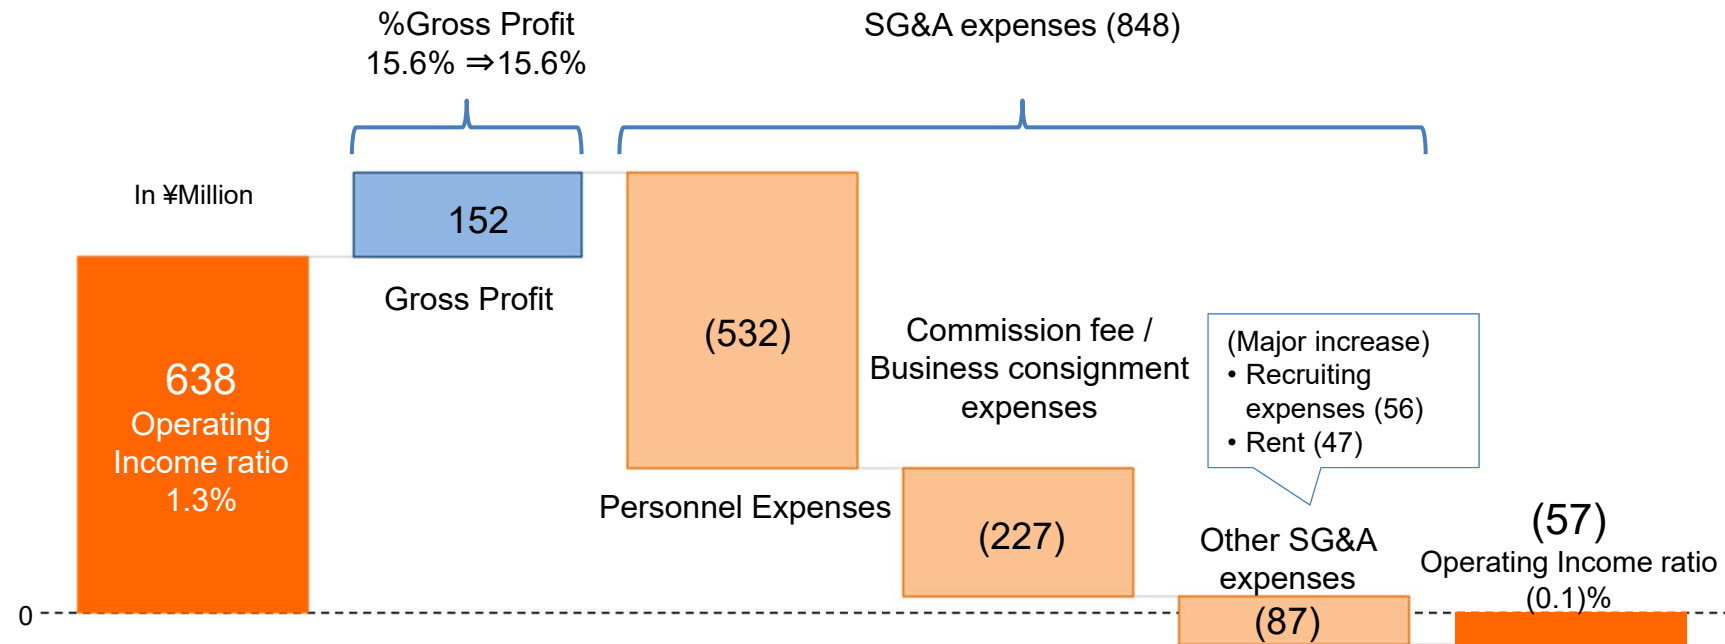 %Gross Profit
15.6% ⇒15.6%
SG&A expenses (848)
In ¥Million
152
Gross Profit
638
Operating
Income ratio
1.3%
(532)
Personnel Expenses
Commission fee /
Business consignment
expenses
(227)
(Major increase)
• Recruiting
expenses (56)
• Rent (47)
Other SG&A
expenses
(87)
(57)
Operating Income ratio
(0.1)%
0